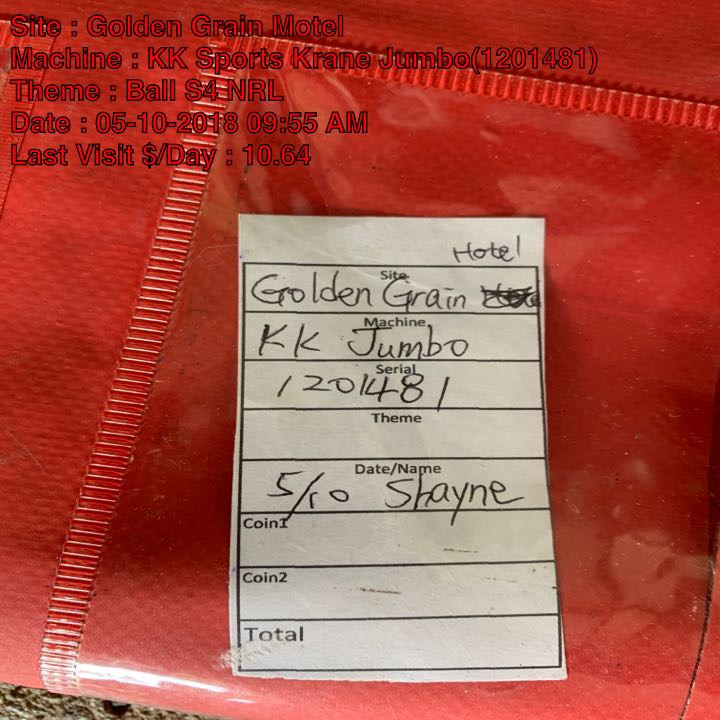 Site : Golden Grain Motel
Machine : KK Sports Krane Jumbo(1201481)
Theme : Ball S4 NRL
Date : 05-10-2018 09:55 AM
Last Visit $/Day : 10.64
Hotel
Site
Golden Grain
Machine
KK Jumbo
Serial
1201481
Theme
Date/Name
5/10 Shayne
Coin1
Coin2
Total